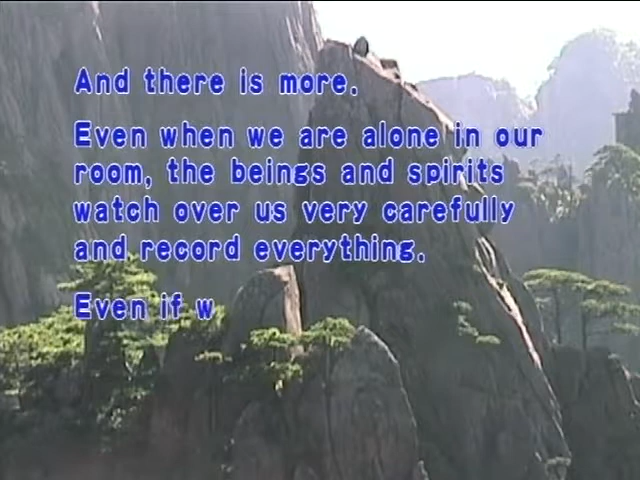 And there is more.
Even when we are alone in our
room, the beings and spirits
watch over us very carefully
and record everything.
Even if w